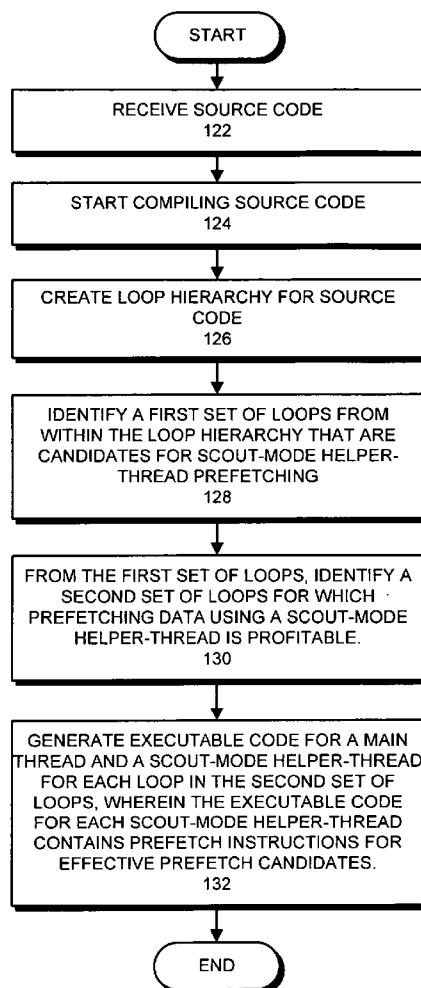 START
RECEIVE SOURCE CODE
122
START COMPILING SOURCE CODE
124
CREATE LOOP HIERARCHY FOR SOURCE
CODE
126
IDENTIFY A FIRST SET OF LOOPS FROM
WITHIN THE LOOP HIERARCHY THAT ARE
CANDIDATES FOR SCOUT-MODE HELPER-
THREAD PREFETCHING
128
FROM THE FIRST SET OF LOOPS, IDENTIFY A
SECOND SET OF LOOPS FOR WHICH
PREFETCHING DATA USING A SCOUT-MODE
HELPER-THREAD IS PROFITABLE.
130
GENERATE EXECUTABLE CODE FOR A MAIN
THREAD AND A SCOUT-MODE HELPER-THREAD
FOR EACH LOOP IN THE SECOND SET OF
LOOPS, WHEREIN THE EXECUTABLE CODE
FOR EACH SCOUT-MODE HELPER-THREAD
CONTAINS PREFETCH INSTRUCTIONS FOR
EFFECTIVE PREFETCH CANDIDATES.
132
END